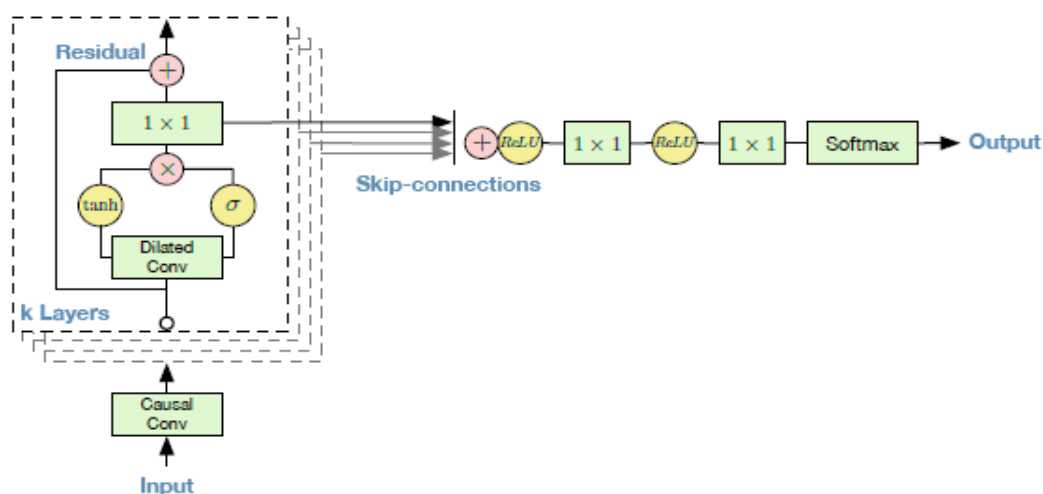 Residual
+
1 × 1
×
tanh
σ
Dilated
Conv
k Layers
Causal
Conv
Input
+
ReLU
1 × 1
ReLU
1 × 1
Softmax
Output
Skip-connections